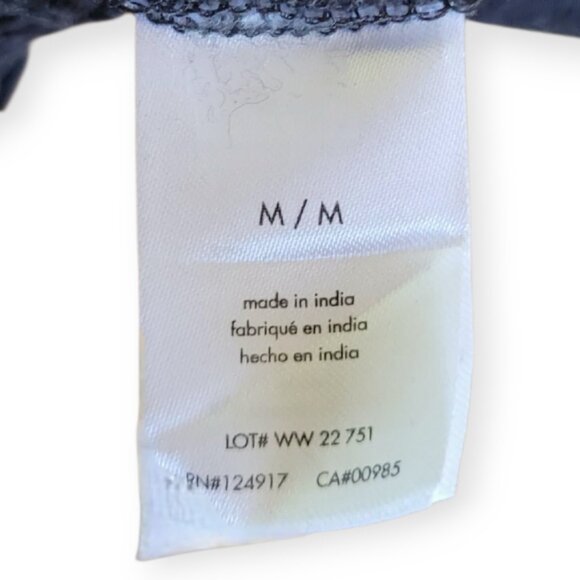 M / M
made in india
fabriqué en india
hecho en india
LOT# WW 22 751
RN#124917 CA#00985